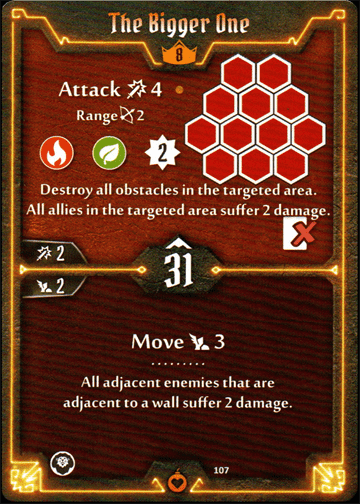 The Bigger One
8
Attack 4
Range 2
2
Destroy all obstacles in the targeted area.
All allies in the targeted area suffer 2 damage.
2
31
2
Move 3
All adjacent enemies that are
adjacent to a wall suffer 2 damage.
107